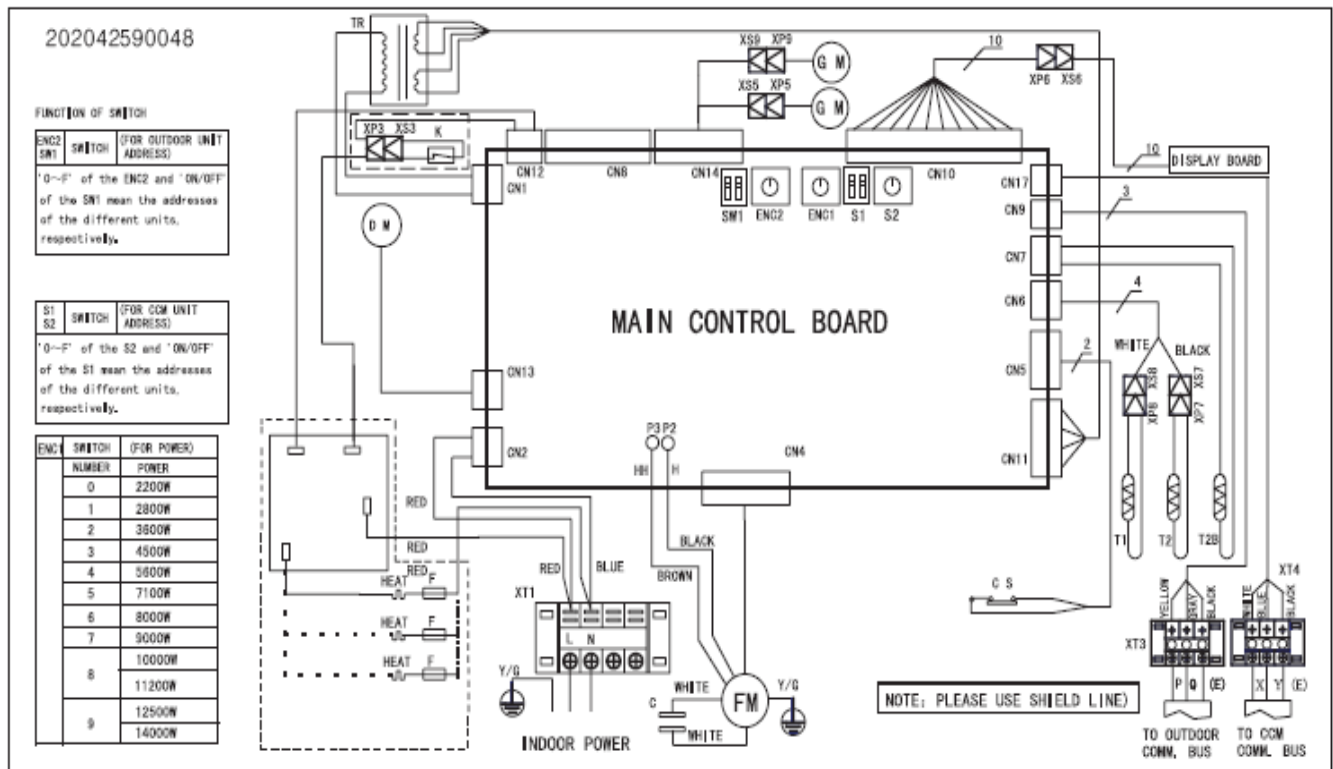 202042590048
FUNCTION OF SWITCH
ENC2 SW1 SWITCH (FOR OUTDOOR UNIT ADDRESS)
'0~F' of the ENC2 and 'ON/OFF'
of the SW1 mean the addresses
of the different units,
respectively.
S1 S2 SWITCH (FOR CCM UNIT ADDRESS)
'0~F' of the S2 and 'ON/OFF'
of the S1 mean the addresses
of the different units,
respectively.
ENC1 SWITCH (FOR POWER)
NUMBER POWER
0 2200W
1 2800W
2 3600W
3 4500W
4 5600W
5 7100W
6 8000W
7 9000W
8 10000W
11200W
9 12500W
14000W
TR
XP3 XS3 K
XS9 XP9
G M
XS5 XP5
G M
10
XP6 XS6
10
DISPLAY BOARD
CN12 CN8 CN14 CN10
CN1
CN17
SW1 ENC2 ENC1 S1 S2
CN9
3
D M
CN7
CN6
4
MAIN CONTROL BOARD
WHITE
BLACK
CN5
2
CN13
XS8 XS7
XP8 XP7
CN2
P3 P2
CN4
CN11
HH H
RED
RED
RED
BLACK
BROWN
RED
BLUE
HEAT F
HEAT F
HEAT F
XT1
L N
T1 T2 T2B
C S
YELLOW GRAY BLACK
WHITE BLUE BLACK
XT4
XT3
P Q (E)
X Y (E)
Y/G
C
WHITE
WHITE
FM
Y/G
INDOOR POWER
NOTE: PLEASE USE SHIELD LINE)
TO OUTDOOR
COMM. BUS
TO CCM
COMM. BUS